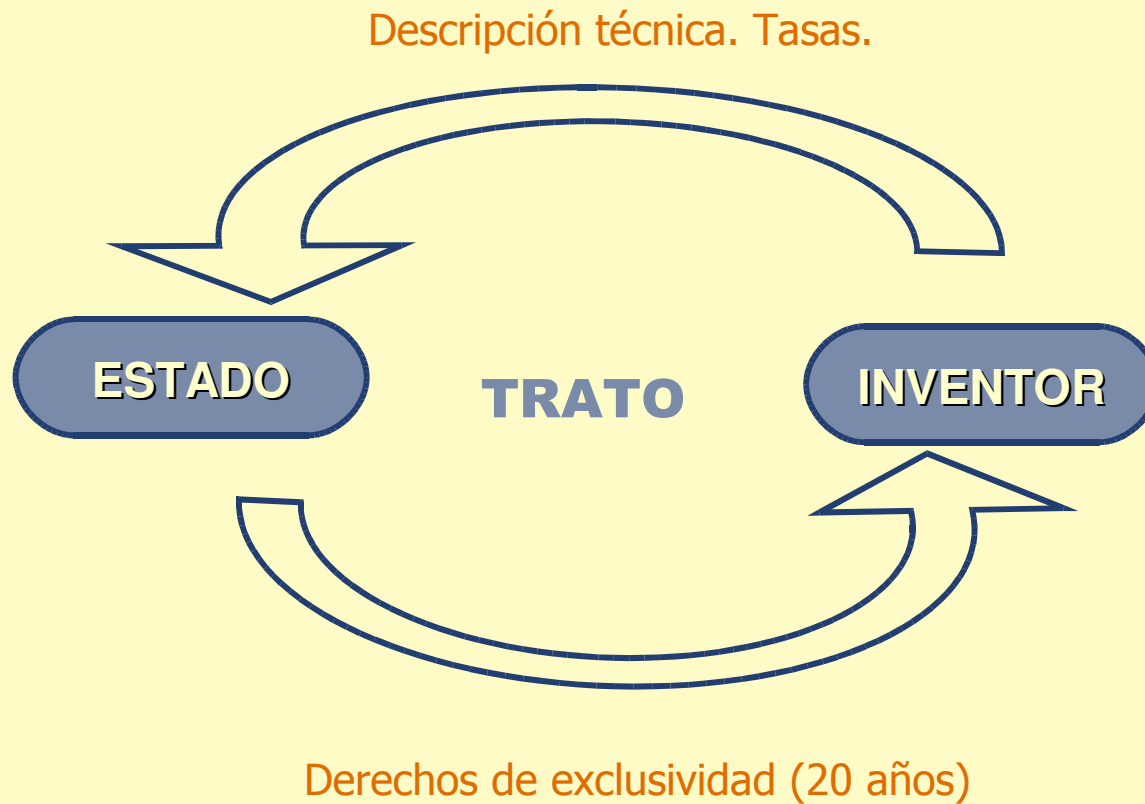 Descripción técnica. Tasas.
ESTADO
TRATO
INVENTOR
Derechos de exclusividad (20 años)